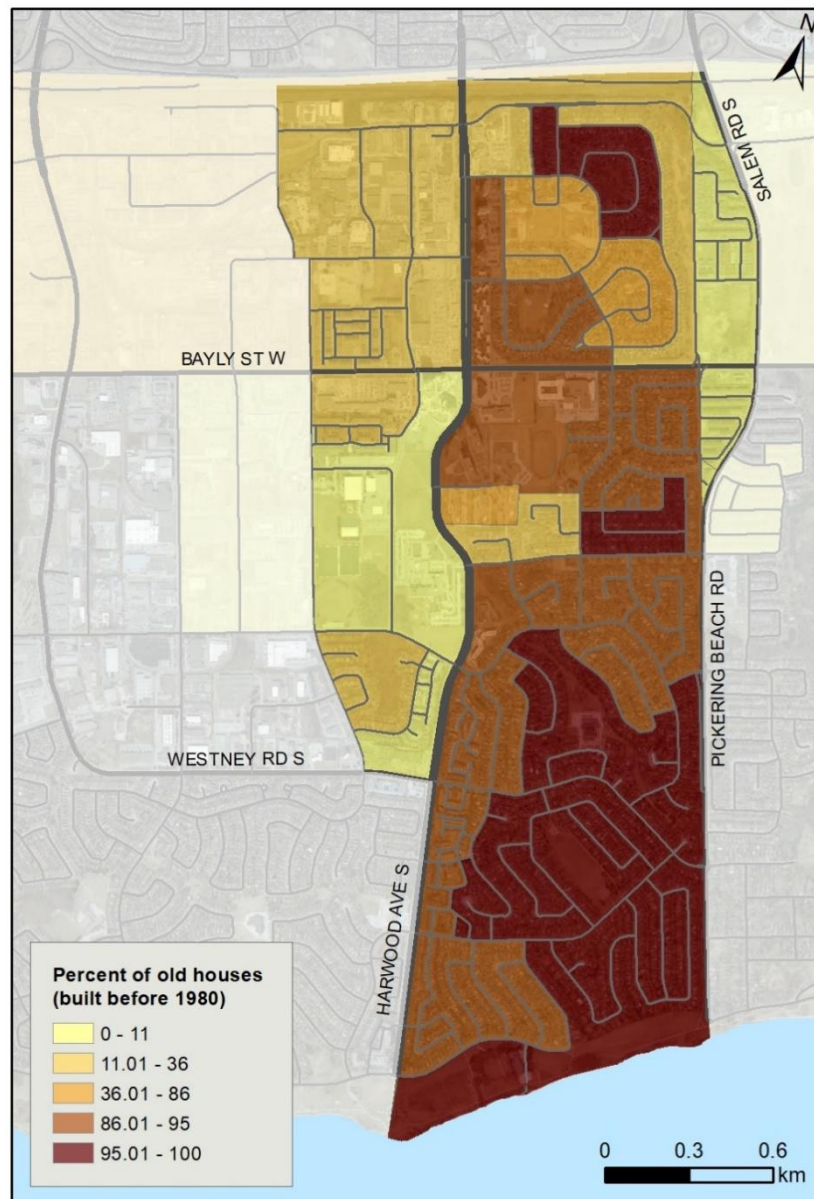 N
SALEM RD S
BAYLY ST W
PICKERING BEACH RD
WESTNEY RD S
HARWOOD AVE S
Percent of old houses
(built before 1980)
0 - 11
11.01 - 36
36.01 - 86
86.01 - 95
95.01 - 100
0 0.3 0.6
km